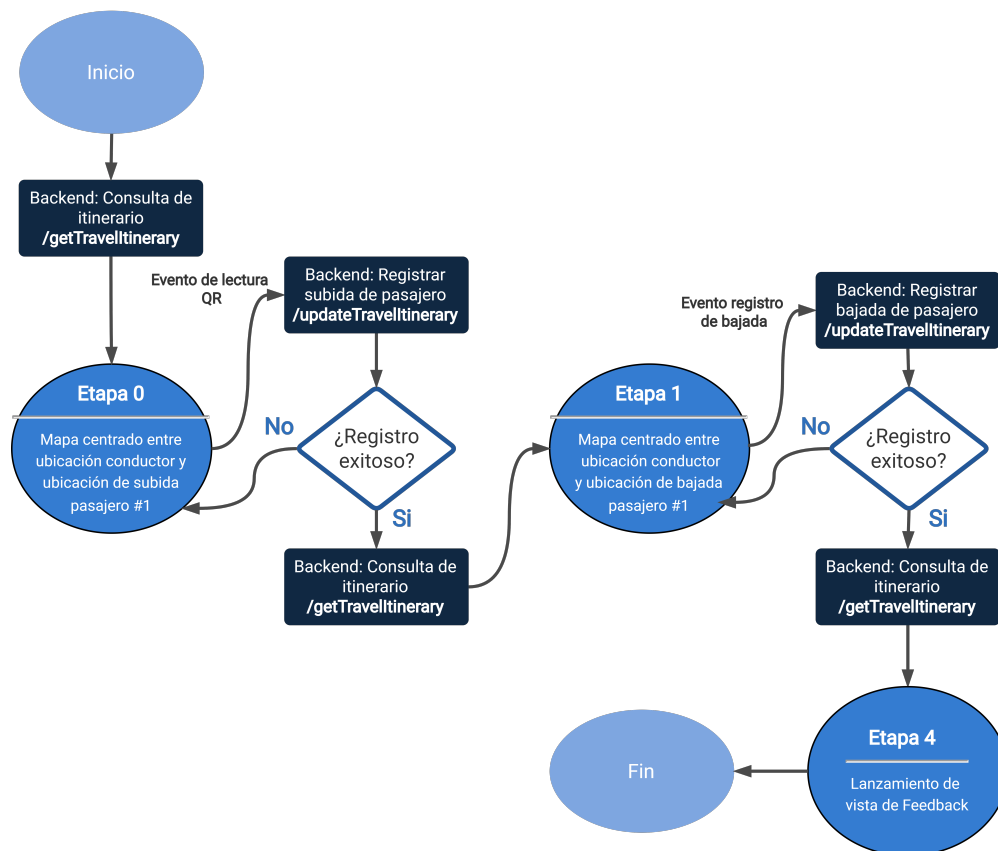 Inicio
Backend: Consulta de
itinerario
/getTravelItinerary
Evento de lectura
QR
Backend: Registrar
subida de pasajero
/updateTravelItinerary
Evento registro
de bajada
Backend: Registrar
bajada de pasajero
/updateTravelItinerary
Etapa 0
Mapa centrado entre
ubicación conductor y
ubicación de subida
pasajero #1
No
¿Registro
exitoso?
Si
Backend: Consulta de
itinerario
/getTravelItinerary
Etapa 1
Mapa centrado entre
ubicación conductor
y ubicación de bajada
pasajero #1
No
¿Registro
exitoso?
Si
Backend: Consulta de
itinerario
/getTravelItinerary
Etapa 4
Lanzamiento de
vista de Feedback
Fin